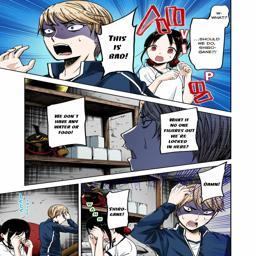 W-
WHAT?
...SHOULD
WE DO,
SHIRO-
GANE?
THIS IS
BAD!
WE DON'T
HAVE ANY
WATER OR
FOOD!
WHAT IF
NO ONE
FIGURES OUT
WE'RE
LOCKED
IN HERE?
DAMN!
SHIRO-
GANE!